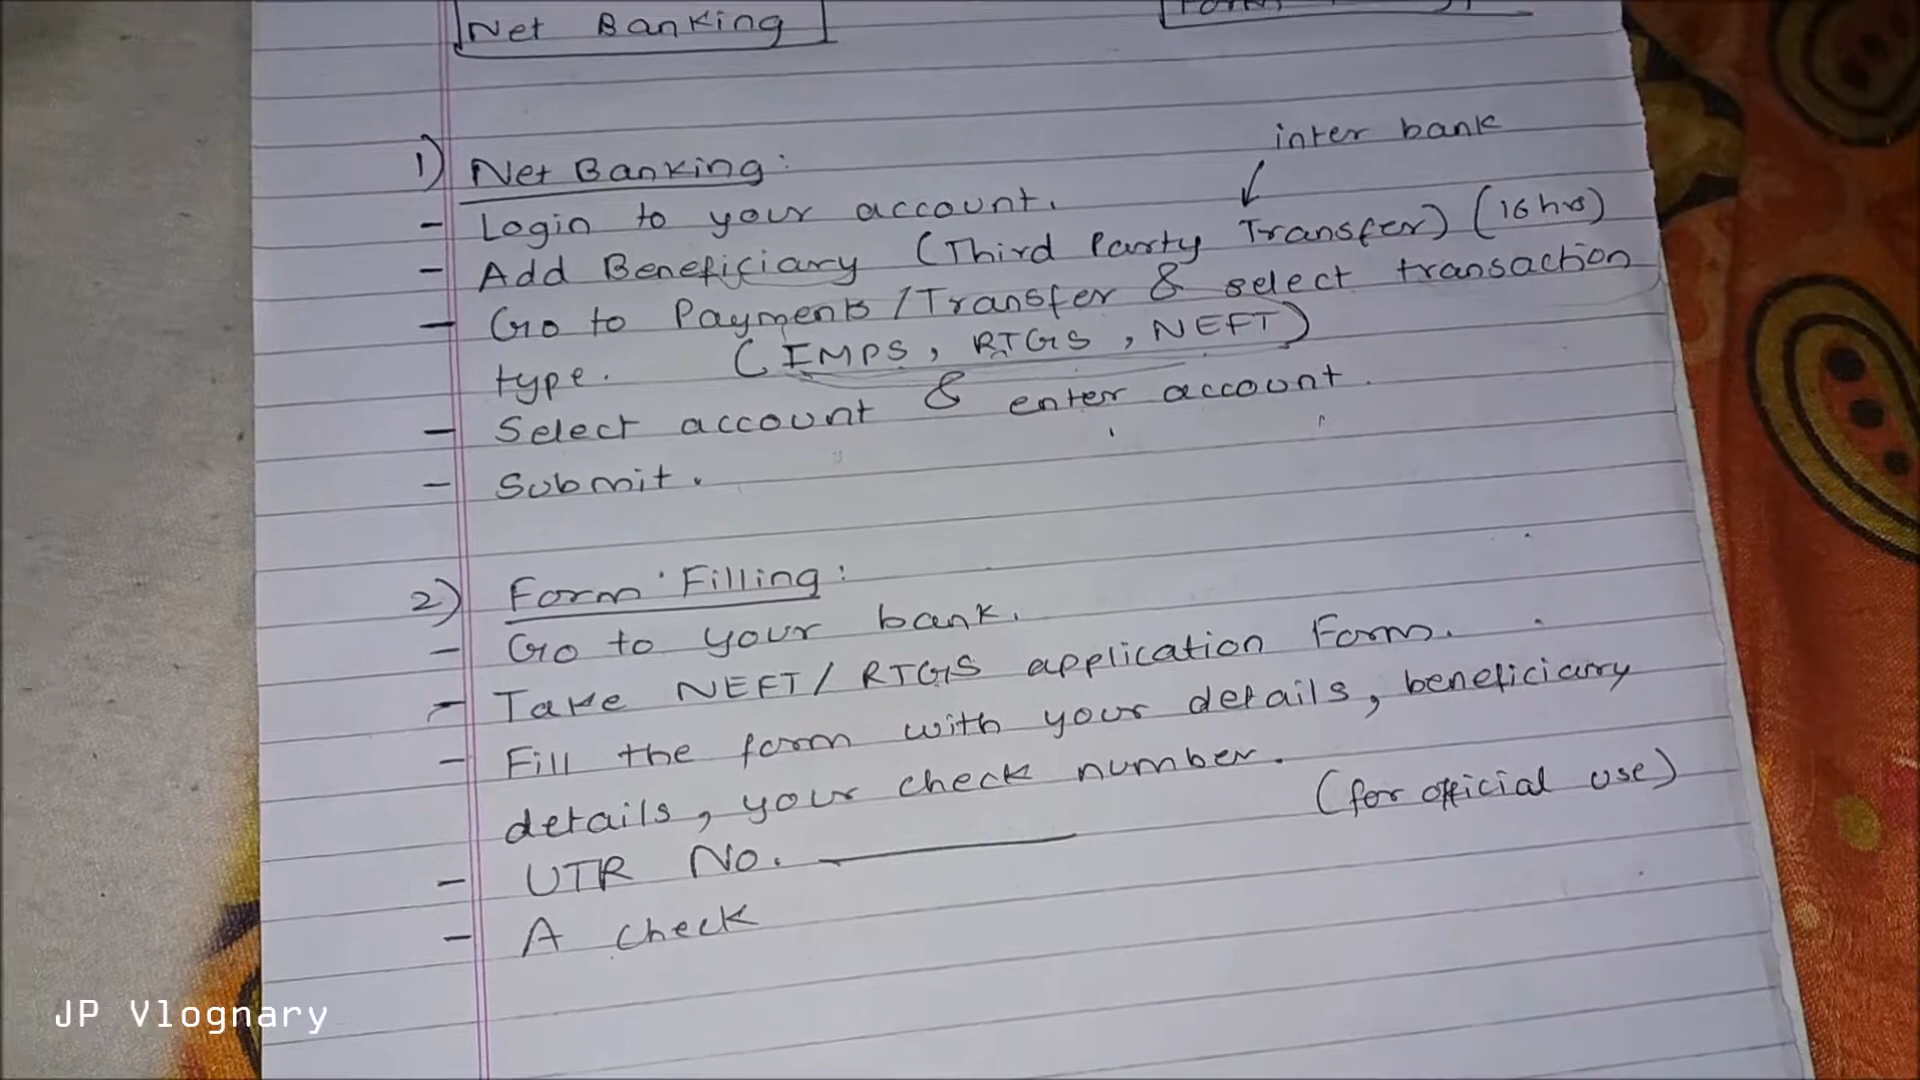 Net Banking
inter bank
1) Net Banking:
- Login to your account.
- Add Beneficiary (Third Party Transfer) (16 hrs)
- Go to Payments/Transfer & select transaction
type. (IMPS, RTGS, NEFT)
- Select account & enter account.
- Submit.
2) Form Filling:
- Go to your bank.
- Take NEFT/RTGS application Form.
- Fill the form with your details, beneficiary
details, your check number.
- UTR No. ———— (for official use)
- A check
JP Vlognary